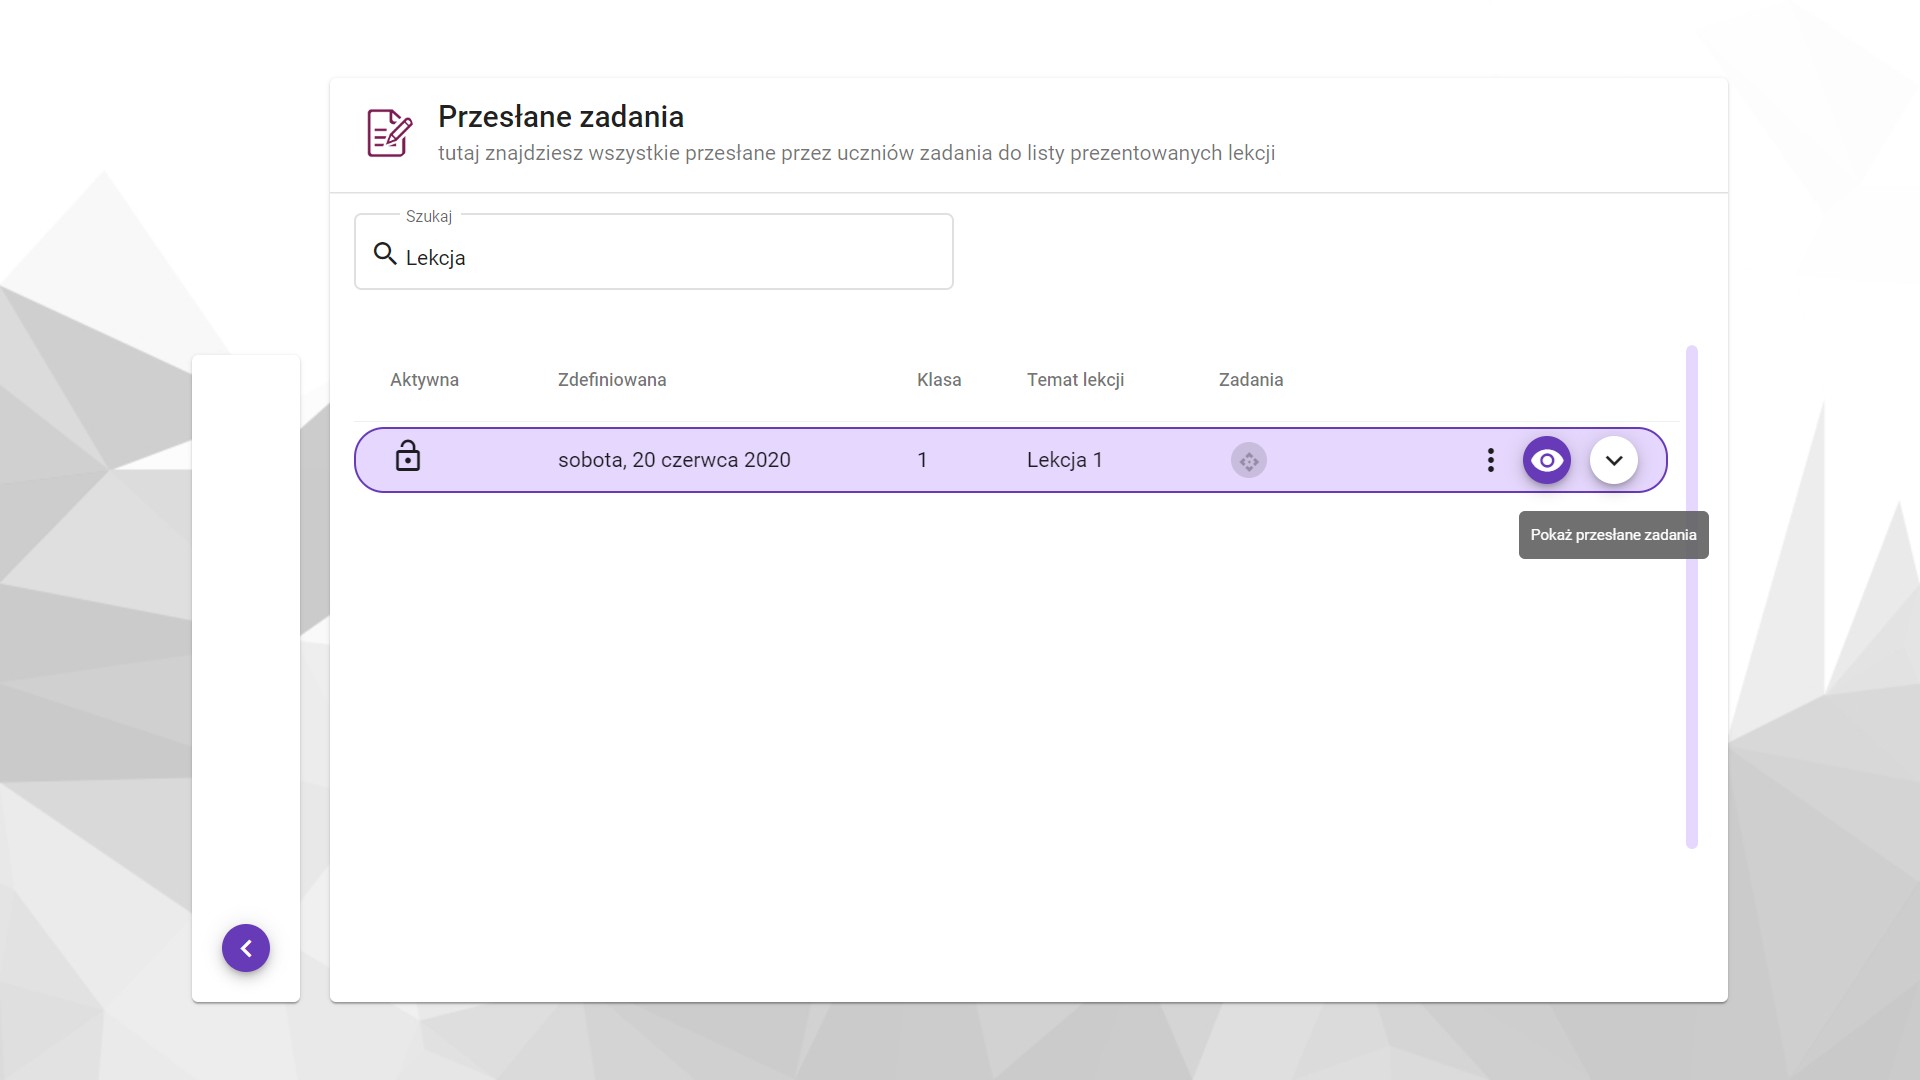 Przesłane zadania
tutaj znajdziesz wszystkie przesłane przez uczniów zadania do listy prezentowanych lekcji
Szukaj
Lekcja
Aktywna Zdefiniowana Klasa Temat lekcji Zadania
sobota, 20 czerwca 2020 1 Lekcja 1
Pokaż przesłane zadania